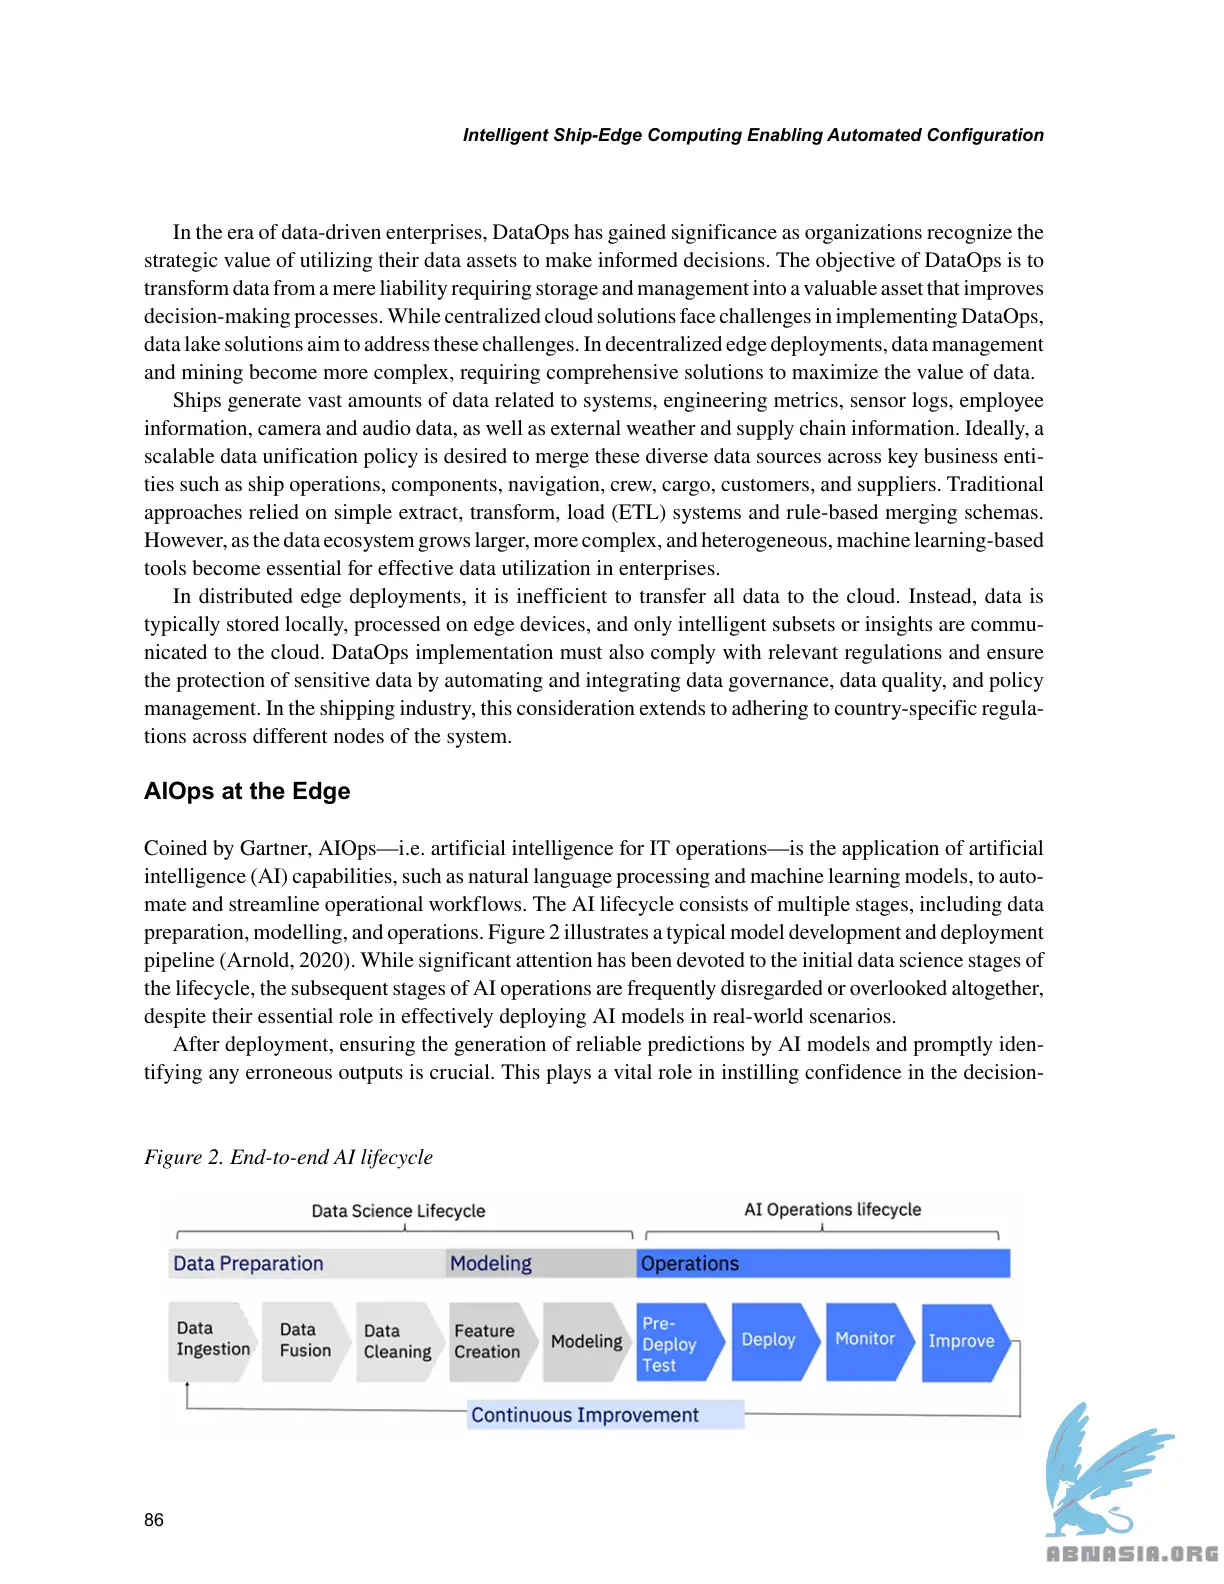 Intelligent Ship-Edge Computing Enabling Automated Configuration
In the era of data-driven enterprises, DataOps has gained significance as organizations recognize the
strategic value of utilizing their data assets to make informed decisions. The objective of DataOps is to
transform data from a mere liability requiring storage and management into a valuable asset that improves
decision-making processes. While centralized cloud solutions face challenges in implementing DataOps,
data lake solutions aim to address these challenges. In decentralized edge deployments, data management
and mining become more complex, requiring comprehensive solutions to maximize the value of data.
Ships generate vast amounts of data related to systems, engineering metrics, sensor logs, employee
information, camera and audio data, as well as external weather and supply chain information. Ideally, a
scalable data unification policy is desired to merge these diverse data sources across key business enti-
ties such as ship operations, components, navigation, crew, cargo, customers, and suppliers. Traditional
approaches relied on simple extract, transform, load (ETL) systems and rule-based merging schemas.
However, as the data ecosystem grows larger, more complex, and heterogeneous, machine learning-based
tools become essential for effective data utilization in enterprises.
In distributed edge deployments, it is inefficient to transfer all data to the cloud. Instead, data is
typically stored locally, processed on edge devices, and only intelligent subsets or insights are commu-
nicated to the cloud. DataOps implementation must also comply with relevant regulations and ensure
the protection of sensitive data by automating and integrating data governance, data quality, and policy
management. In the shipping industry, this consideration extends to adhering to country-specific regula-
tions across different nodes of the system.
AIOps at the Edge
Coined by Gartner, AIOps—i.e. artificial intelligence for IT operations—is the application of artificial
intelligence (AI) capabilities, such as natural language processing and machine learning models, to auto-
mate and streamline operational workflows. The AI lifecycle consists of multiple stages, including data
preparation, modelling, and operations. Figure 2 illustrates a typical model development and deployment
pipeline (Arnold, 2020). While significant attention has been devoted to the initial data science stages of
the lifecycle, the subsequent stages of AI operations are frequently disregarded or overlooked altogether,
despite their essential role in effectively deploying AI models in real-world scenarios.
After deployment, ensuring the generation of reliable predictions by AI models and promptly iden-
tifying any erroneous outputs is crucial. This plays a vital role in instilling confidence in the decision-
Figure 2. End-to-end AI lifecycle
Data Science Lifecycle
AI Operations lifecycle
Data Preparation
Modeling
Operations
Data
Ingestion
Data
Fusion
Data
Cleaning
Feature
Creation
Modeling
Pre-
Deploy
Test
Deploy
Monitor
Improve
Continuous Improvement
86
ABNASIA.ORG